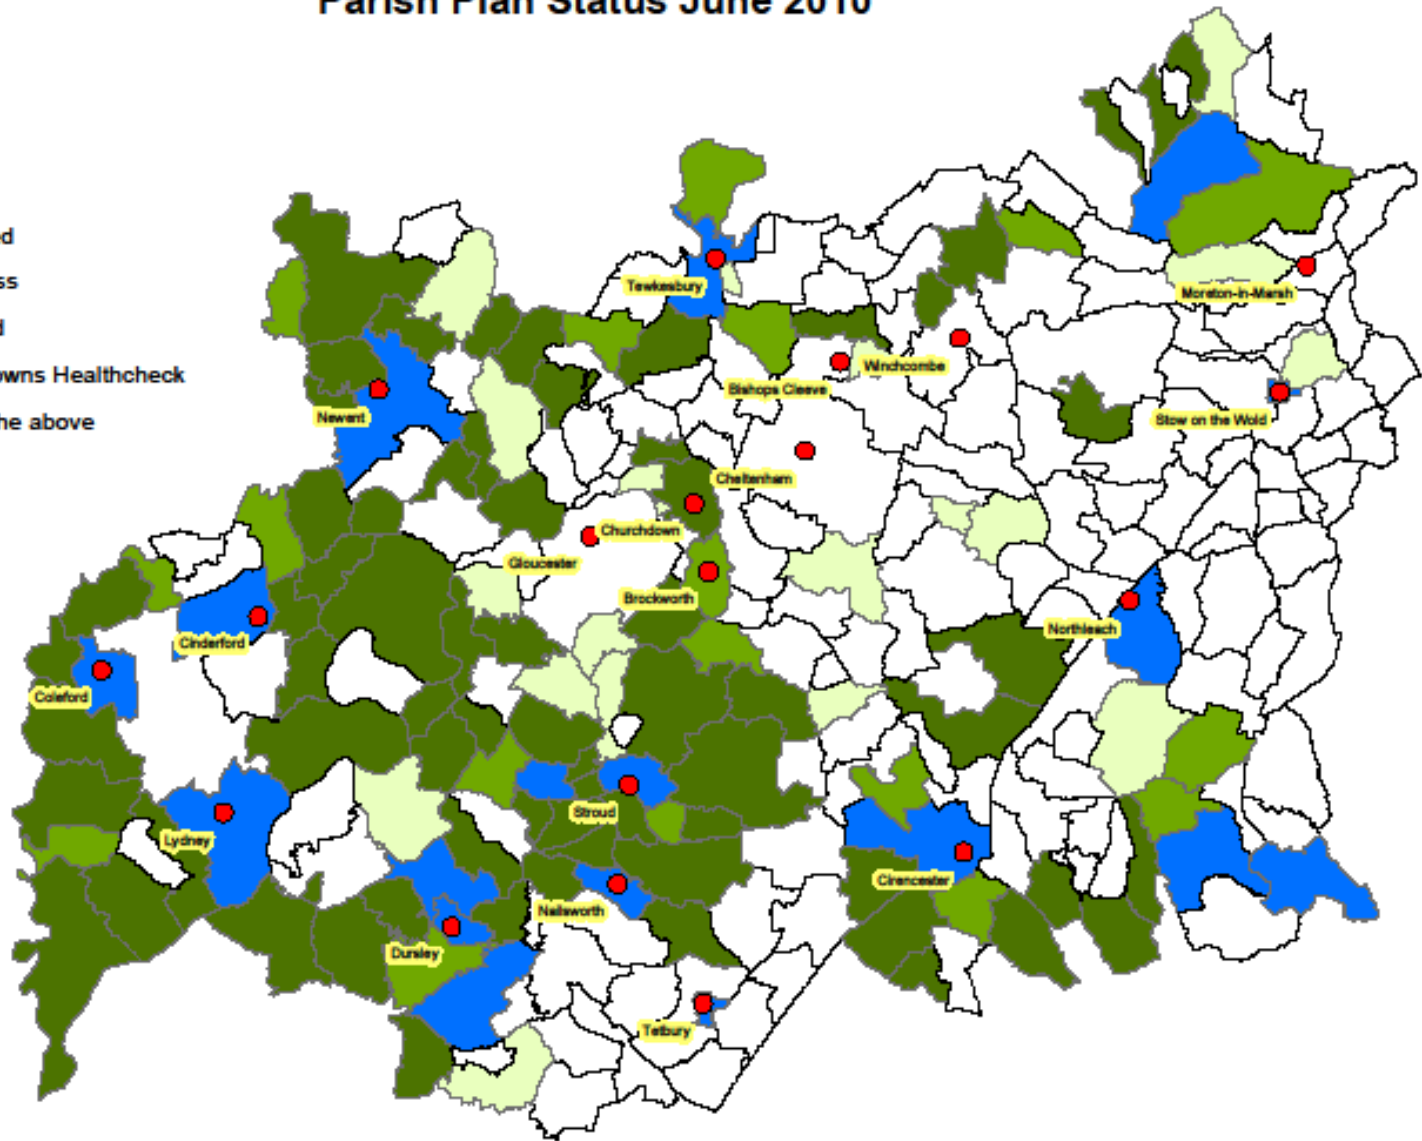 Parish Plan Status June 2010
owns Healthcheck
he above
Tewkesbury
Moreton-in-Marsh
Winchcombe
Bishops Cleeve
Newent
Stow on the Wold
Cheltenham
Churchdown
Gloucester
Brockworth
Northleach
Cinderford
Coleford
Stroud
Lydney
Cirencester
Nailsworth
Dursley
Tetbury